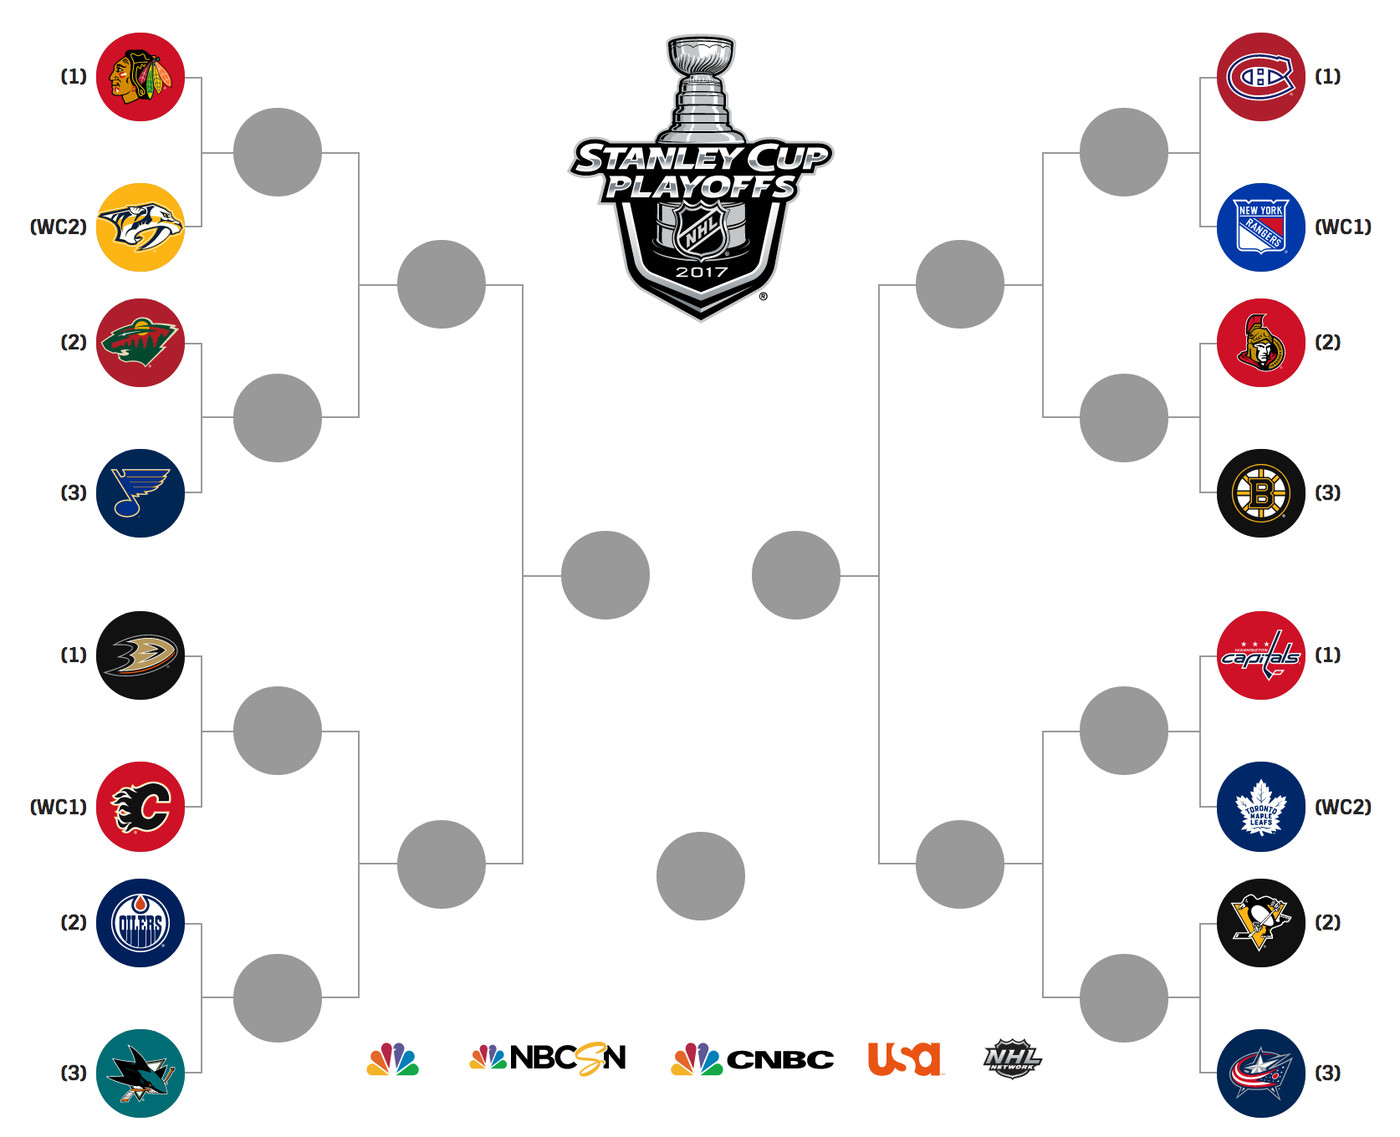 (1)
(WC2)
(2)
(3)
(1)
(WC1)
(2)
OILERS
(3)
STANLEY CUP
PLAYOFFS
NHL
2017
®
(1)
NEW YORK
RANGERS
(WC1)
(2)
B
(3)
WASHINGTON
capitals
(1)
TORONTO
MAPLE
LEAFS
(WC2)
(2)
(3)
NBCSN
CNBC
usa
NHL
NETWORK